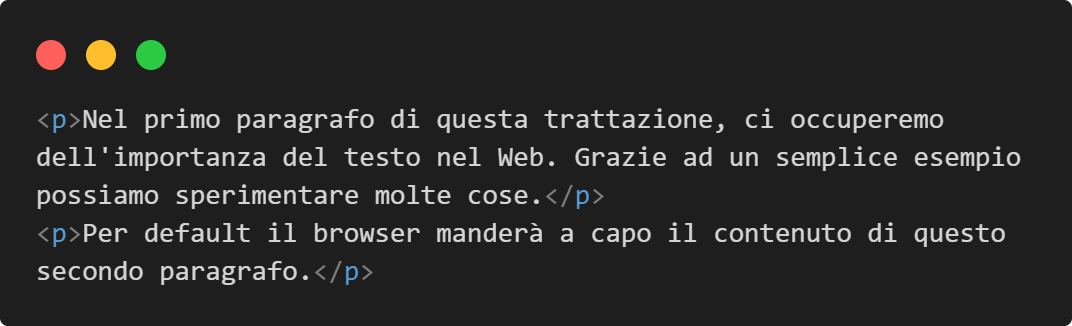 <p>Nel primo paragrafo di questa trattazione, ci occuperemo
dell'importanza del testo nel Web. Grazie ad un semplice esempio
possiamo sperimentare molte cose.</p>
<p>Per default il browser manderà a capo il contenuto di questo
secondo paragrafo.</p>